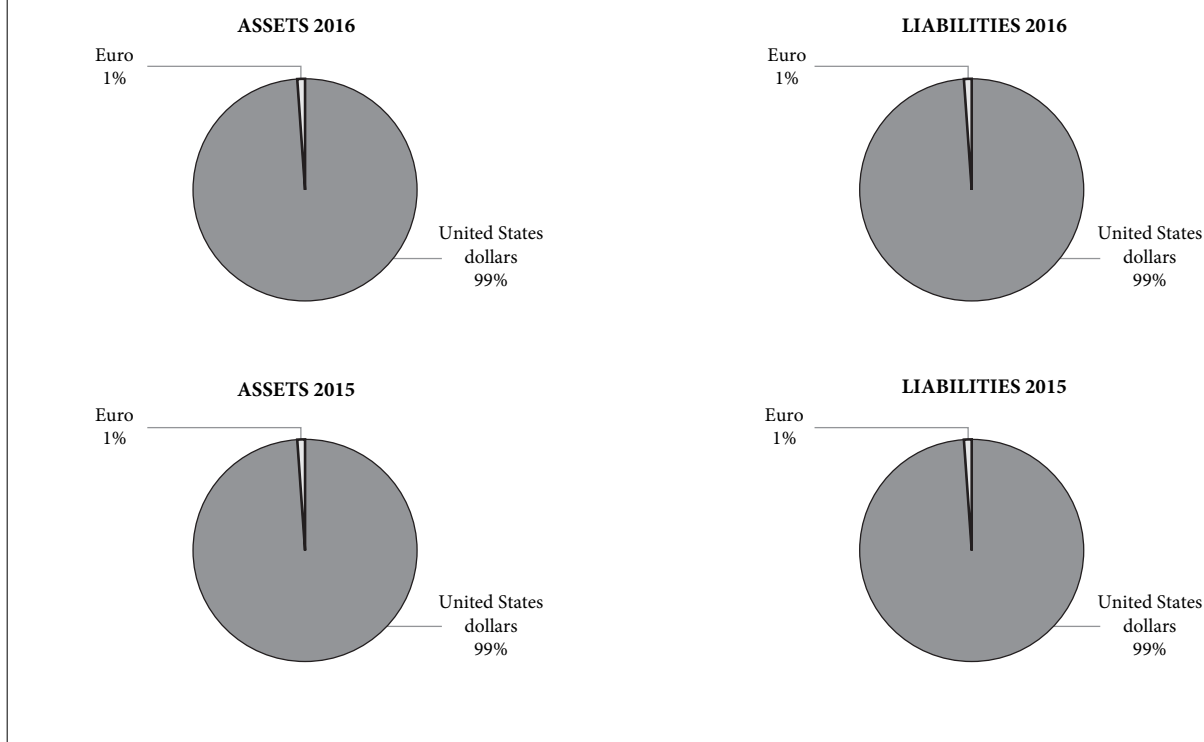 ASSETS 2016
Euro
1%
United States
dollars
99%
LIABILITIES 2016
Euro
1%
United States
dollars
99%
ASSETS 2015
Euro
1%
United States
dollars
99%
LIABILITIES 2015
Euro
1%
United States
dollars
99%